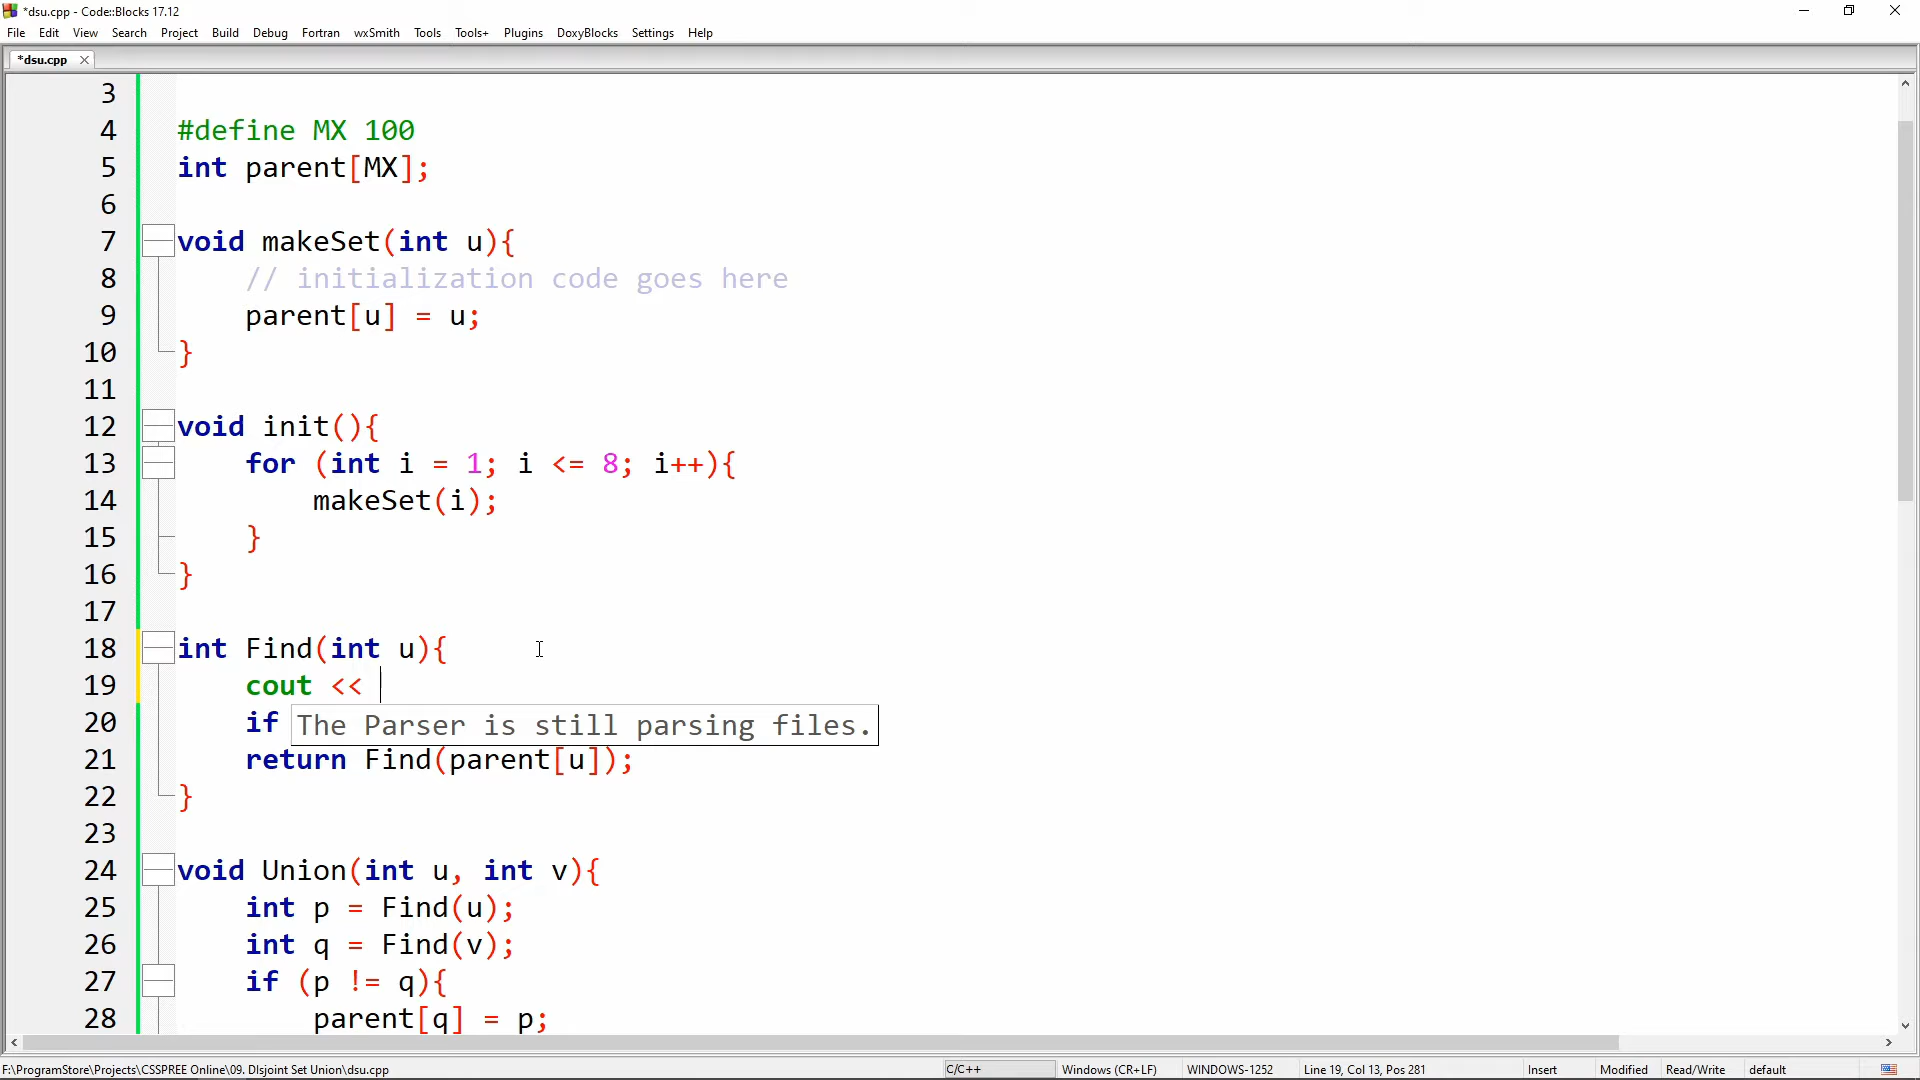 *dsu.cpp - Code::Blocks 17.12
File Edit View Search Project Build Debug Fortran wxSmith Tools Tools+ Plugins DoxyBlocks Settings Help
*dsu.cpp
3
4 #define MX 100
5 int parent[MX];
6
7 void makeSet(int u){
8 // initialization code goes here
9 parent[u] = u;
10 }
11
12 void init(){
13 for (int i = 1; i <= 8; i++){
14 makeSet(i);
15 }
16 }
17
18 int Find(int u){
19 cout <<
20 if The Parser is still parsing files.
21 return Find(parent[u]);
22 }
23
24 void Union(int u, int v){
25 int p = Find(u);
26 int q = Find(v);
27 if (p != q){
28 parent[q] = p;
F:\ProgramStore\Projects\CSSPREE Online\09. DIsjoint Set Union\dsu.cpp C/C++ Windows (CR+LF) WINDOWS-1252 Line 19, Col 13, Pos 281 Insert Modified Read/Write default